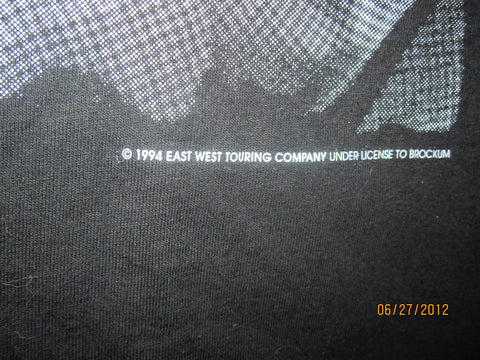 © 1994 EAST WEST TOURING COMPANY UNDER LICENSE TO BROCKUM
06/27/2012